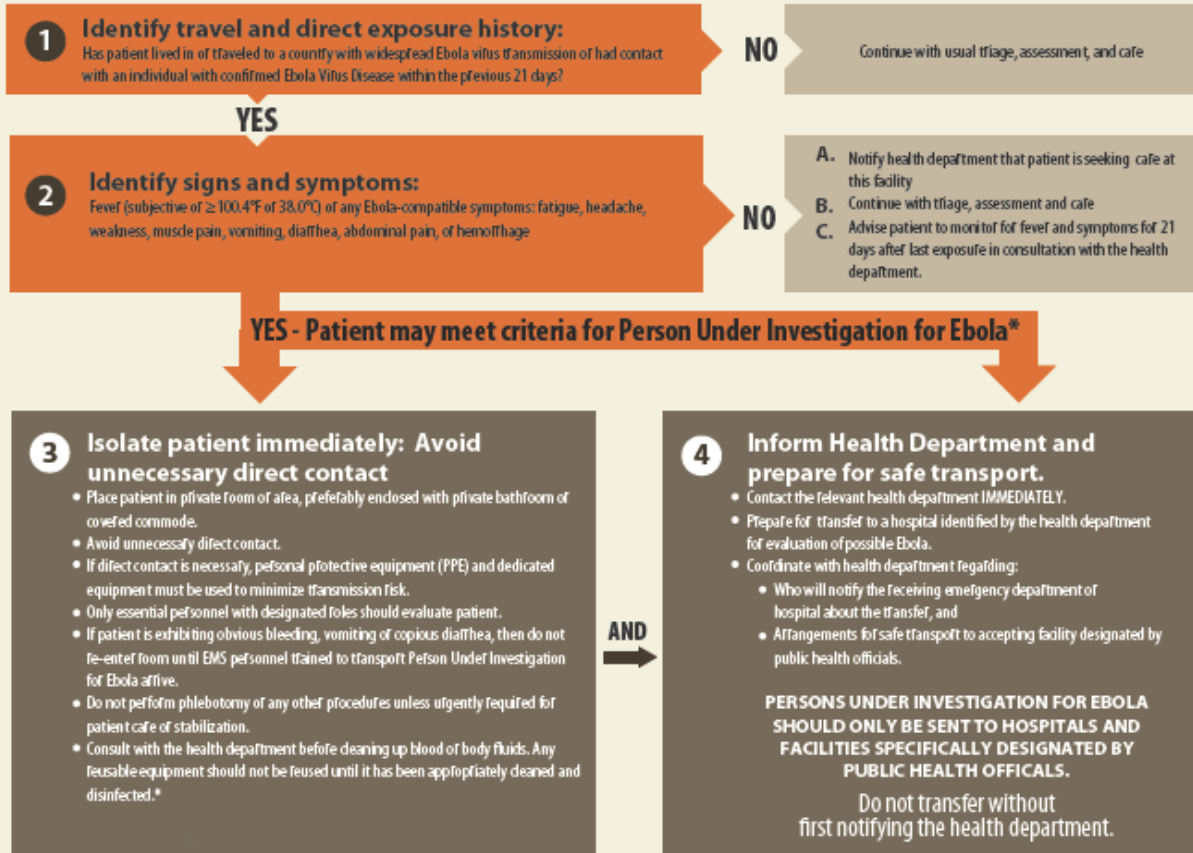 1
Identify travel and direct exposure history:
Has patient lived in or traveled to a country with widespread Ebola virus transmission or had contact
with an individual with confirmed Ebola Virus Disease within the previous 21 days?
NO
Continue with usual triage, assessment, and care
YES
2
Identify signs and symptoms:
Fever (subjective or ≥ 100.4°F or 38.0°C) or any Ebola-compatible symptoms: fatigue, headache,
weakness, muscle pain, vomiting, diarrhea, abdominal pain, or hemorrhage
NO
A. Notify health department that patient is seeking care at
this facility
B. Continue with triage, assessment and care
C. Advise patient to monitor for fever and symptoms for 21
days after last exposure in consultation with the health
department.
YES - Patient may meet criteria for Person Under Investigation for Ebola*
3
Isolate patient immediately: Avoid
unnecessary direct contact
• Place patient in private room or area, preferably enclosed with private bathroom or
covered commode.
• Avoid unnecessary direct contact.
• If direct contact is necessary, personal protective equipment (PPE) and dedicated
equipment must be used to minimize transmission risk.
• Only essential personnel with designated roles should evaluate patient.
• If patient is exhibiting obvious bleeding, vomiting or copious diarrhea, then do not
re-enter room until EMS personnel trained to transport Person Under Investigation
for Ebola arrive.
• Do not perform phlebotomy or any other procedures unless urgently required for
patient care or stabilization.
• Consult with the health department before cleaning up blood or body fluids. Any
reusable equipment should not be reused until it has been appropriately cleaned and
disinfected.*
AND
4
Inform Health Department and
prepare for safe transport.
• Contact the relevant health department IMMEDIATELY.
• Prepare for transfer to a hospital identified by the health department
for evaluation of possible Ebola.
• Coordinate with health department regarding:
• Who will notify the receiving emergency department or
hospital about the transfer, and
• Arrangements for safe transport to accepting facility designated by
public health officials.
PERSONS UNDER INVESTIGATION FOR EBOLA
SHOULD ONLY BE SENT TO HOSPITALS AND
FACILITIES SPECIFICALLY DESIGNATED BY
PUBLIC HEALTH OFFICALS.
Do not transfer without
first notifying the health department.